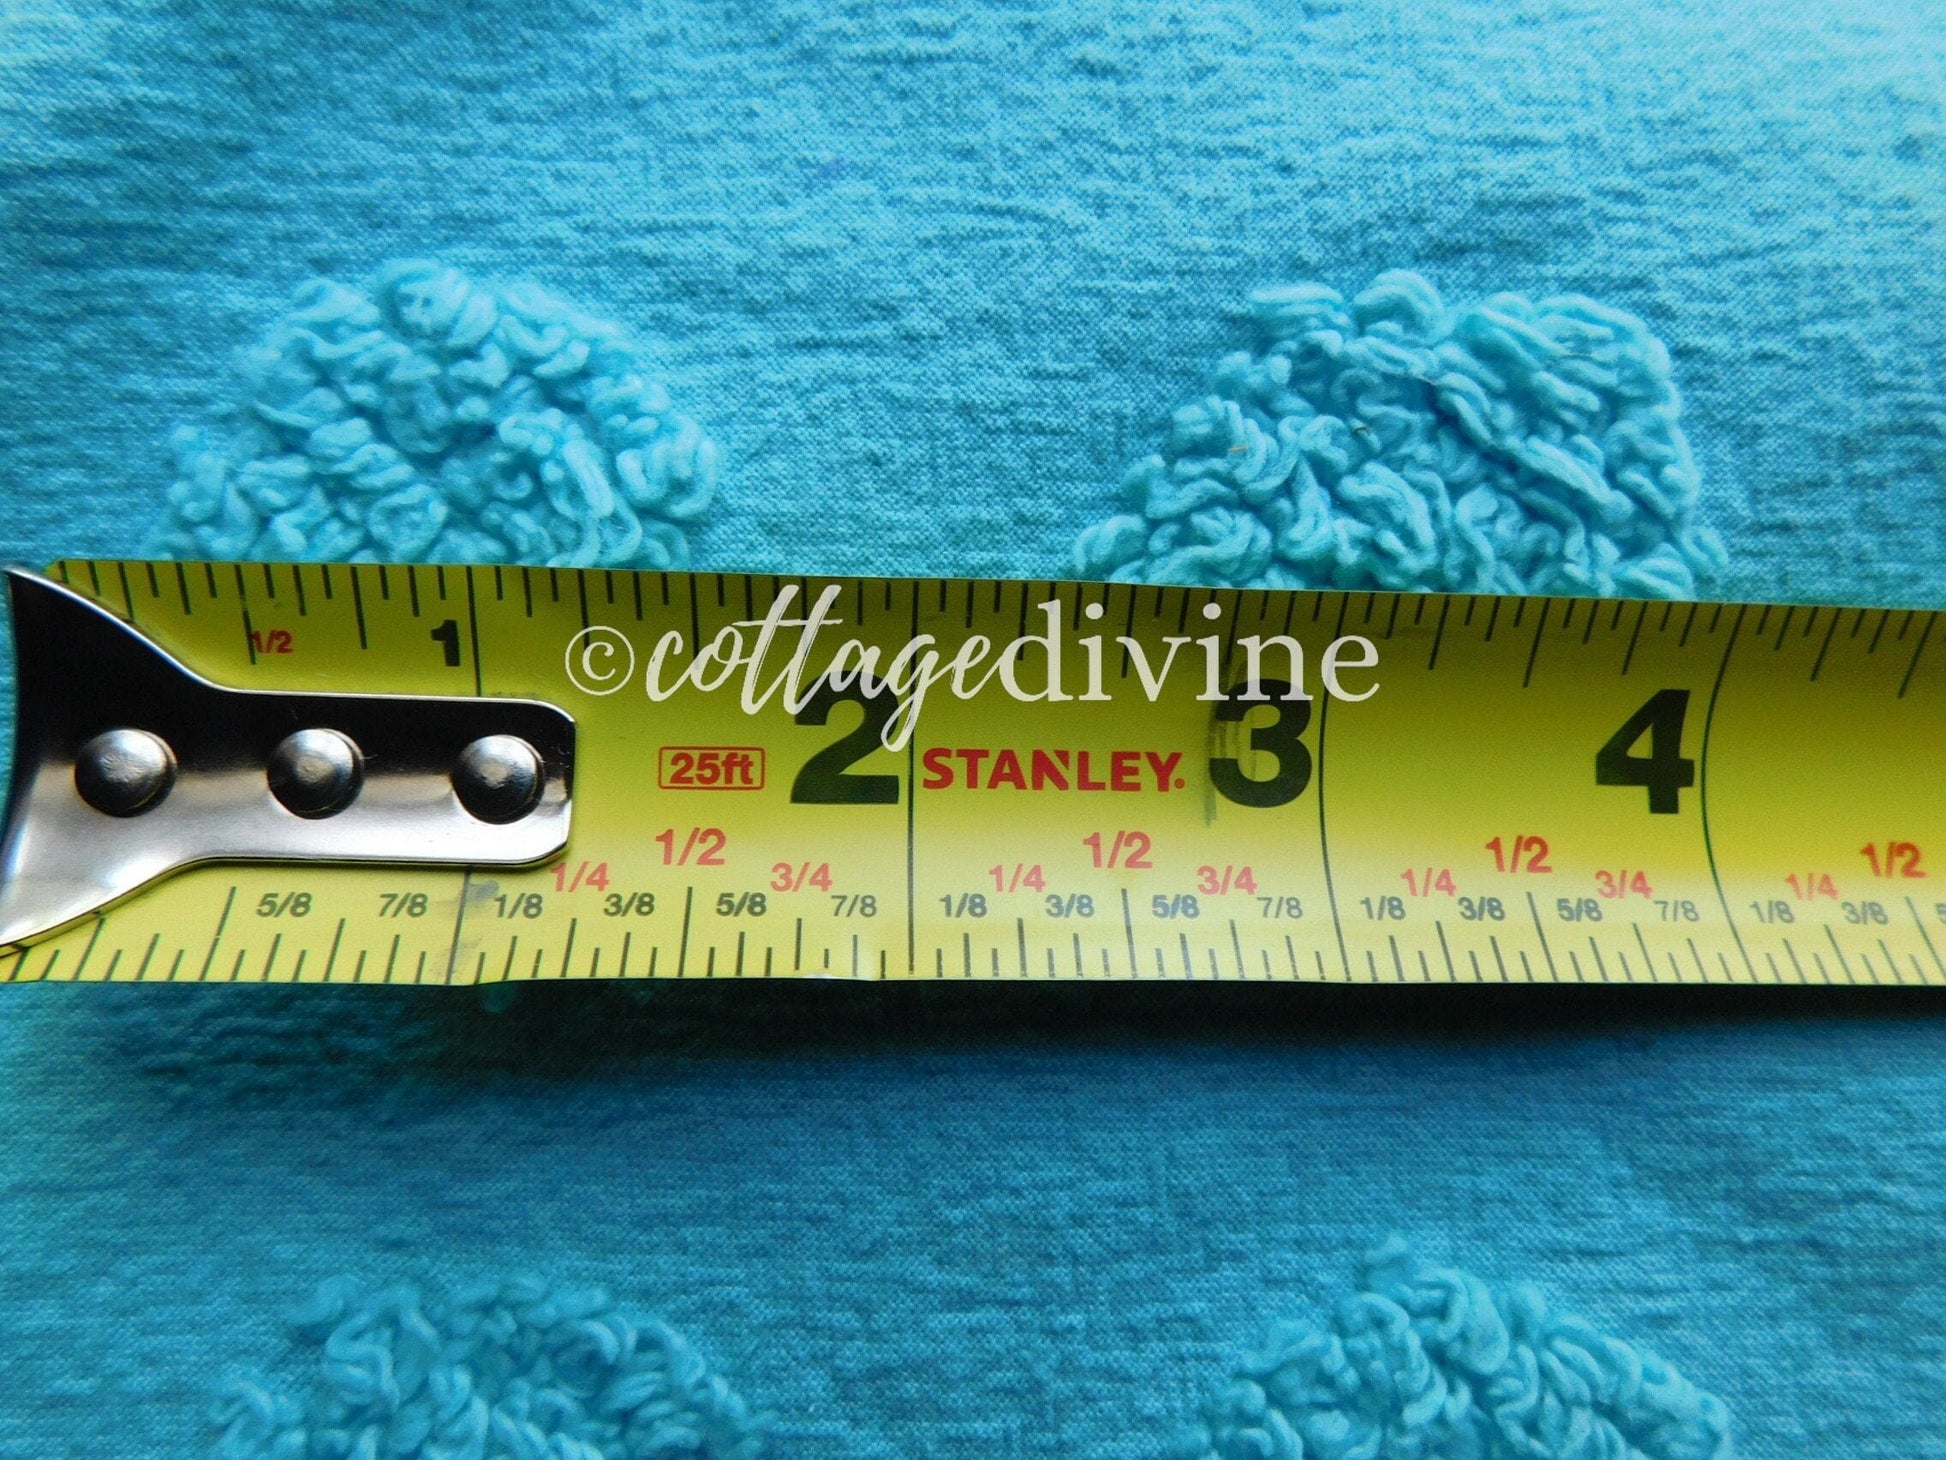 1/2 1
©cottagedivine
25ft 2 STANLEY. 3 4
1/2 1/2 1/2 1/2
1/4 3/4 1/4 3/4 1/4 3/4 1/4
5/8 7/8 1/8 3/8 5/8 7/8 1/8 3/8 5/8 7/8 1/8 3/8 5/8 7/8 1/8 3/8